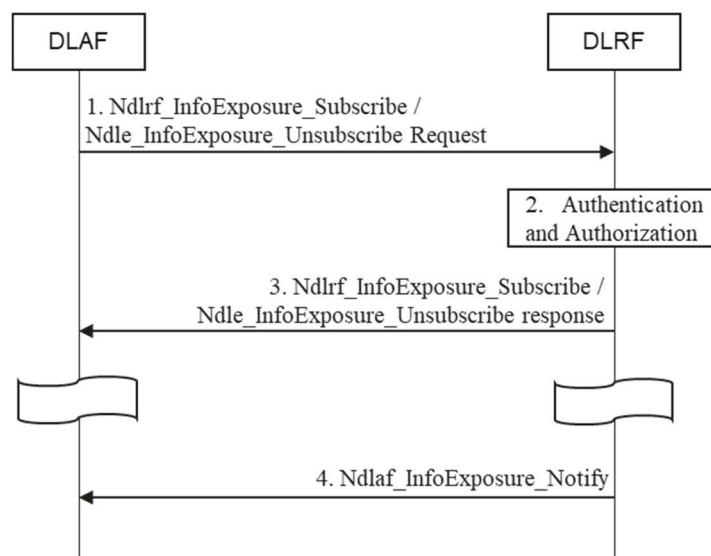 DLAF
DLRF
1. Ndlrf_InfoExposure_Subscribe /
Ndle_InfoExposure_Unsubscribe Request
2. Authentication
and Authorization
3. Ndlrf_InfoExposure_Subscribe /
Ndle_InfoExposure_Unsubscribe response
4. Ndlaf_InfoExposure_Notify